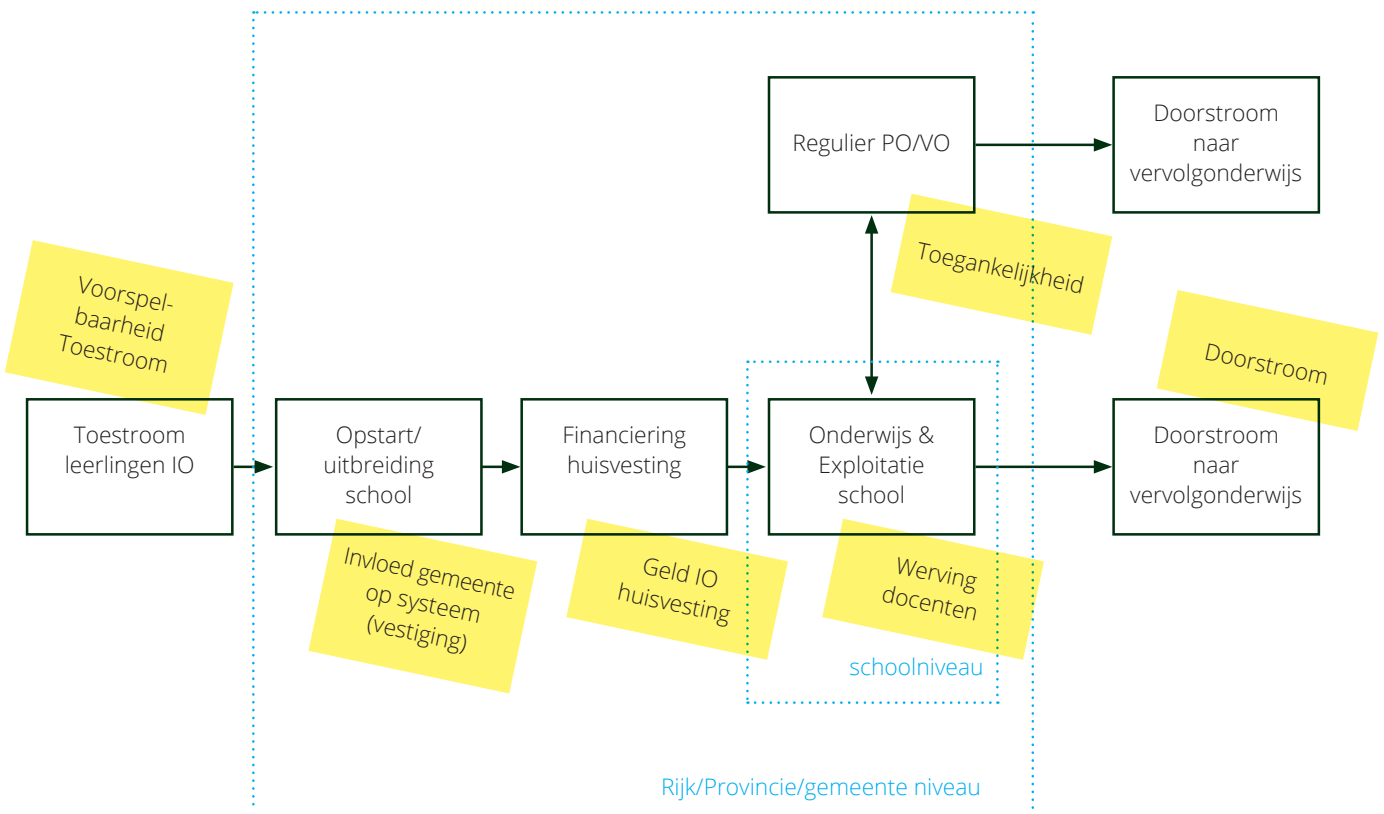 Regulier PO/VO
Doorstroom
naar
vervolgonderwijs
Toegankelijkheid
Voorspel-
baarheid
Toestroom
Doorstroom
Toestroom
leerlingen IO
Opstart/
uitbreiding
school
Financiering
huisvesting
Onderwijs &
Exploitatie
school
Doorstroom
naar
vervolgonderwijs
Invloed gemeente
op systeem
(vestiging)
Geld IO
huisvesting
Werving
docenten
schoolniveau
Rijk/Provincie/gemeente niveau